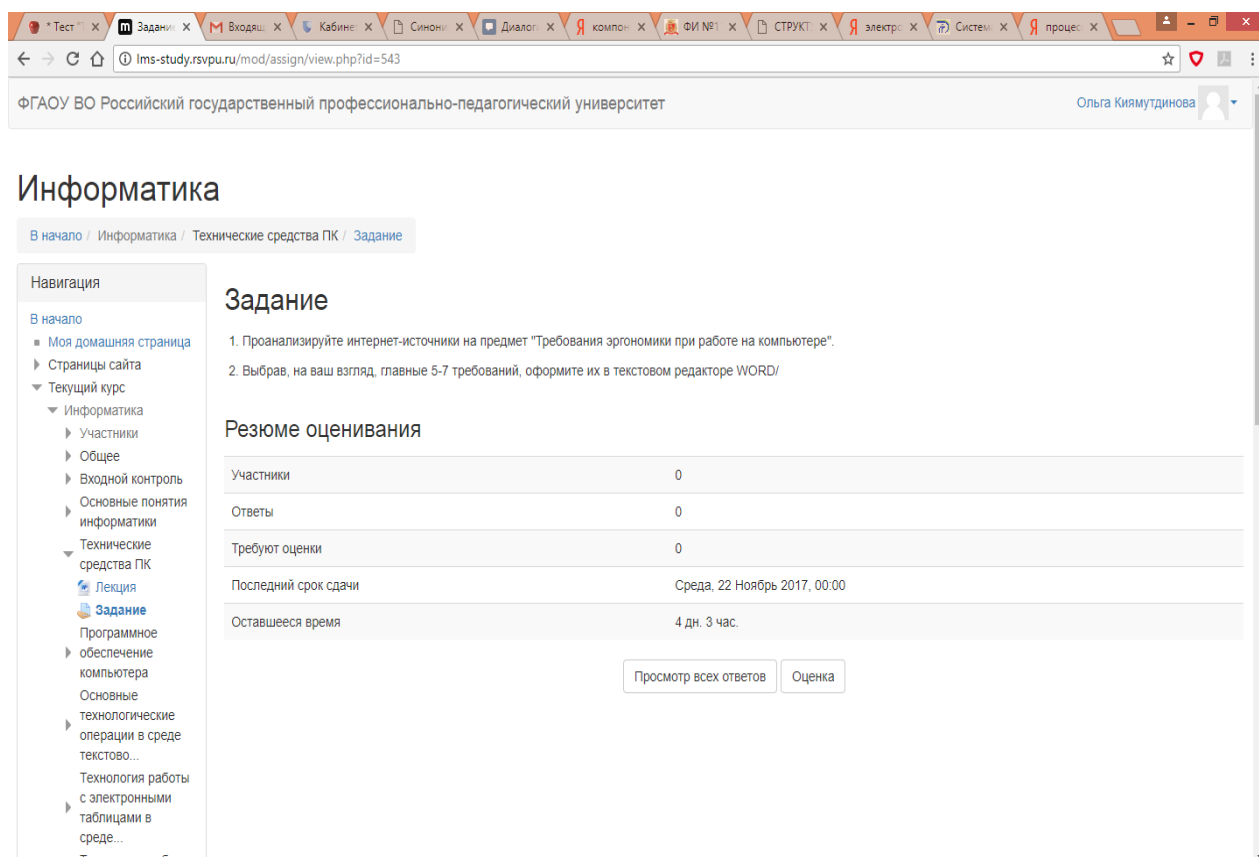 * Тест "Т
Задание
Входящ
Кабинет
Синони
Диалог
компон
ФИ №1
СТРУКТ
электро
Систем
процес
lms-study.rsvpu.ru/mod/assign/view.php?id=543
ФГАОУ ВО Российский государственный профессионально-педагогический университет
Ольга Киямутдинова
Информатика
В начало / Информатика / Технические средства ПК / Задание
Навигация
В начало
Моя домашняя страница
Страницы сайта
Текущий курс
Информатика
Участники
Общее
Входной контроль
Основные понятия
информатики
Технические
средства ПК
Лекция
Задание
Программное
обеспечение
компьютера
Основные
технологические
операции в среде
текстово...
Технология работы
с электронными
таблицами в
среде...
Задание
1. Проанализируйте интернет-источники на предмет "Требования эргономики при работе на компьютере".
2. Выбрав, на ваш взгляд, главные 5-7 требований, оформите их в текстовом редакторе WORD/
Резюме оценивания
Участники 0
Ответы 0
Требуют оценки 0
Последний срок сдачи Среда, 22 Ноябрь 2017, 00:00
Оставшееся время 4 дн. 3 час.
Просмотр всех ответов Оценка